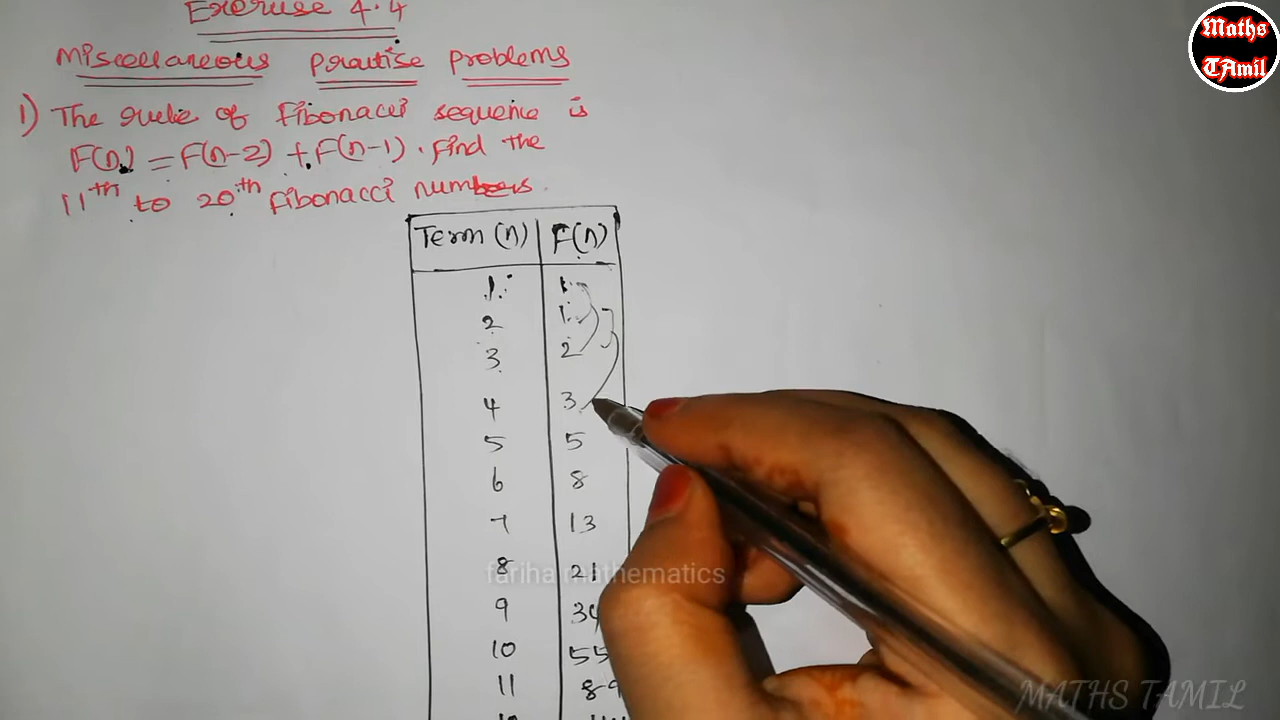 Exercise 4.4
Miscellaneous practise problems
1) The rule of Fibonacci sequence is
F(n) = F(n-2) + F(n-1). Find the
11th to 20th Fibonacci numbers.
Term (n) F(n)
1 1
2 1
3 2
4 3
5 5
6 8
7 13
8 21
9 34
10 55
11 89
Maths
TAmil
fariha mathematics
MATHS TAMIL